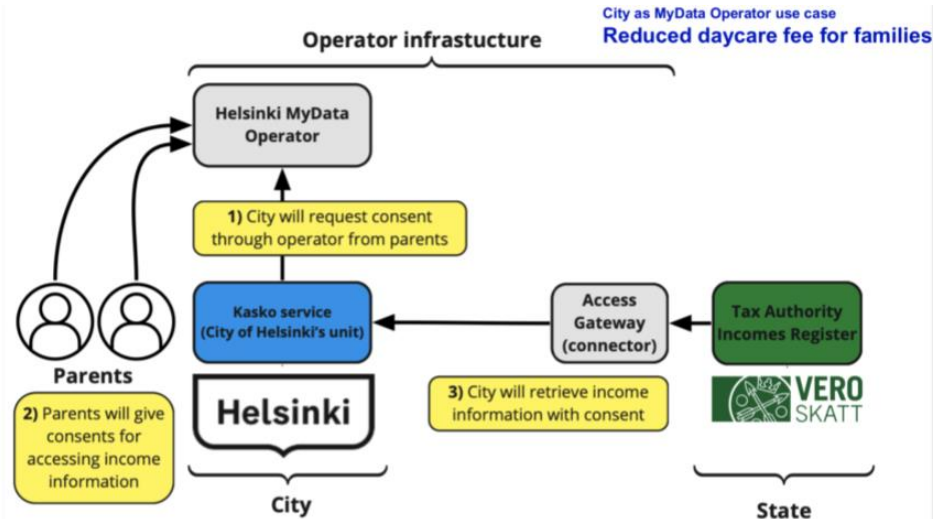 City as MyData Operator use case
Reduced daycare fee for families
Operator infrastucture
Helsinki MyData
Operator
1) City will request consent
through operator from parents
Kasko service
(City of Helsinki's unit)
Access
Gateway
(connector)
Tax Authority
Incomes Register
Parents
2) Parents will give
consents for
accessing income
information
Helsinki
3) City will retrieve income
information with consent
VERO
SKATT
City
State